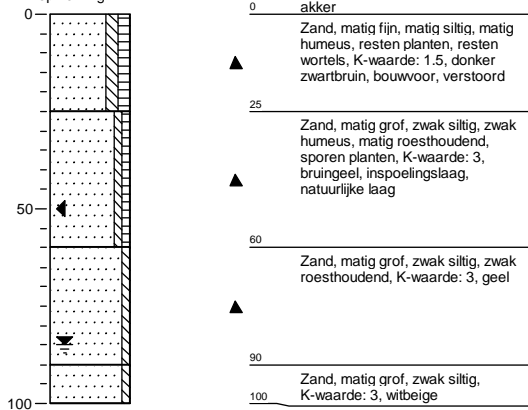 0
50
100
0
akker
Zand, matig fijn, matig siltig, matig
humeus, resten planten, resten
wortels, K-waarde: 1.5, donker
zwartbruin, bouwvoor, verstoord
25
Zand, matig grof, zwak siltig, zwak
humeus, matig roesthoudend,
sporen planten, K-waarde: 3,
bruingeel, inspoelingslaag,
natuurlijke laag
60
Zand, matig grof, zwak siltig, zwak
roesthoudend, K-waarde: 3, geel
90
Zand, matig grof, zwak siltig,
K-waarde: 3, witbeige
100